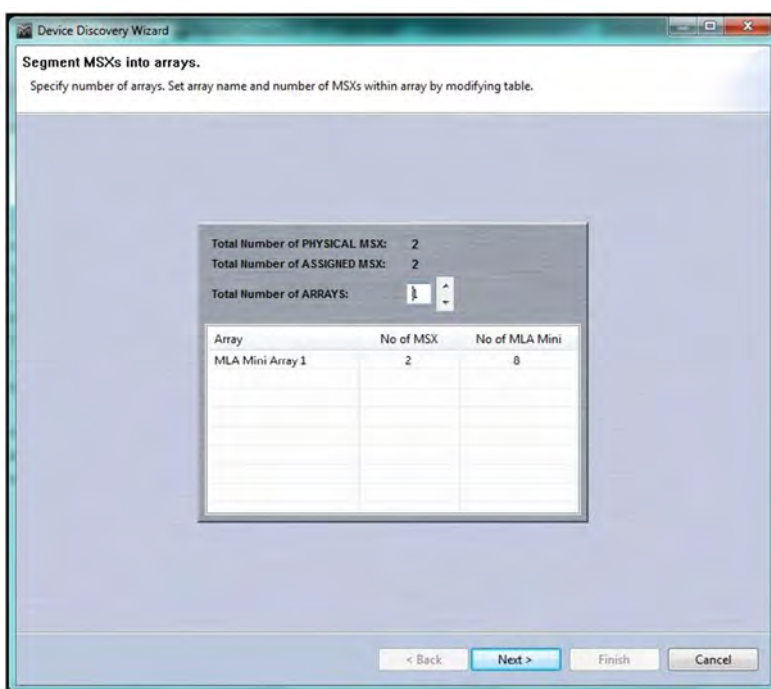 Device Discovery Wizard
Segment MSXs into arrays.
Specify number of arrays. Set array name and number of MSXs within array by modifying table.
Total Number of PHYSICAL MSX: 2
Total Number of ASSIGNED MSX: 2
Total Number of ARRAYS: 1
Array No of MSX No of MLA Mini
MLA Mini Array 1 2 8
< Back Next > Finish Cancel